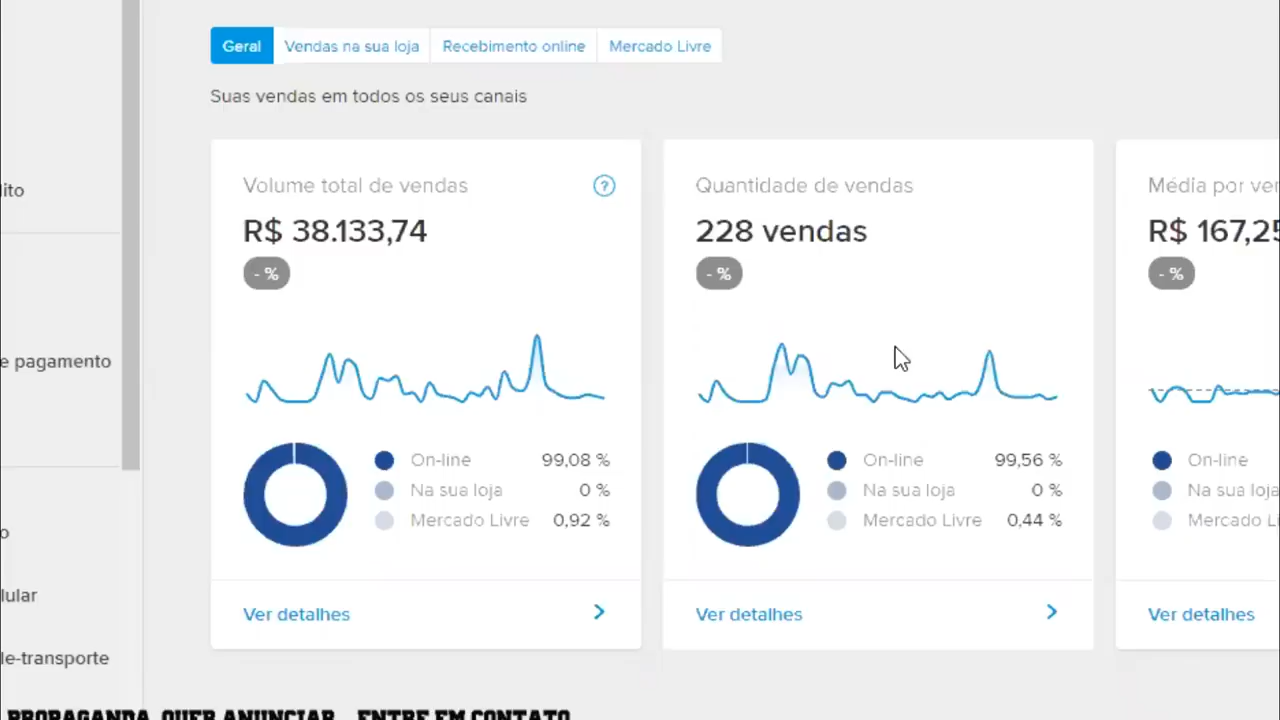 Geral
Vendas na sua loja
Recebimento online
Mercado Livre
Suas vendas em todos os seus canais
dito
e pagamento
o
lular
le-transporte
Volume total de vendas
?
R$ 38.133,74
- %
On-line 99,08 %
Na sua loja 0 %
Mercado Livre 0,92 %
Ver detalhes
Quantidade de vendas
228 vendas
- %
On-line 99,56 %
Na sua loja 0 %
Mercado Livre 0,44 %
Ver detalhes
Média por ver
R$ 167,25
- %
On-line
Na sua loja
Mercado L
Ver detalhes
PROPAGANDA, QUER ANUNCIAR ENTRE EM CONTATO